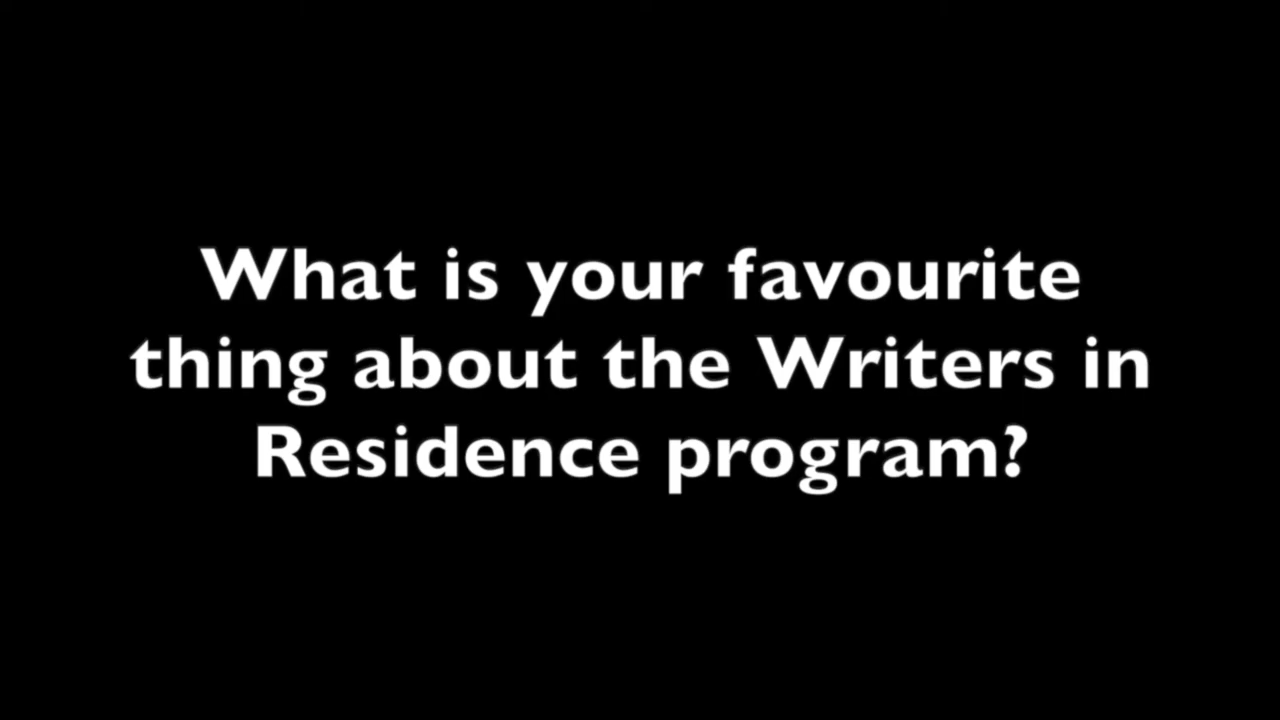 What is your favourite
thing about the Writers in
Residence program?